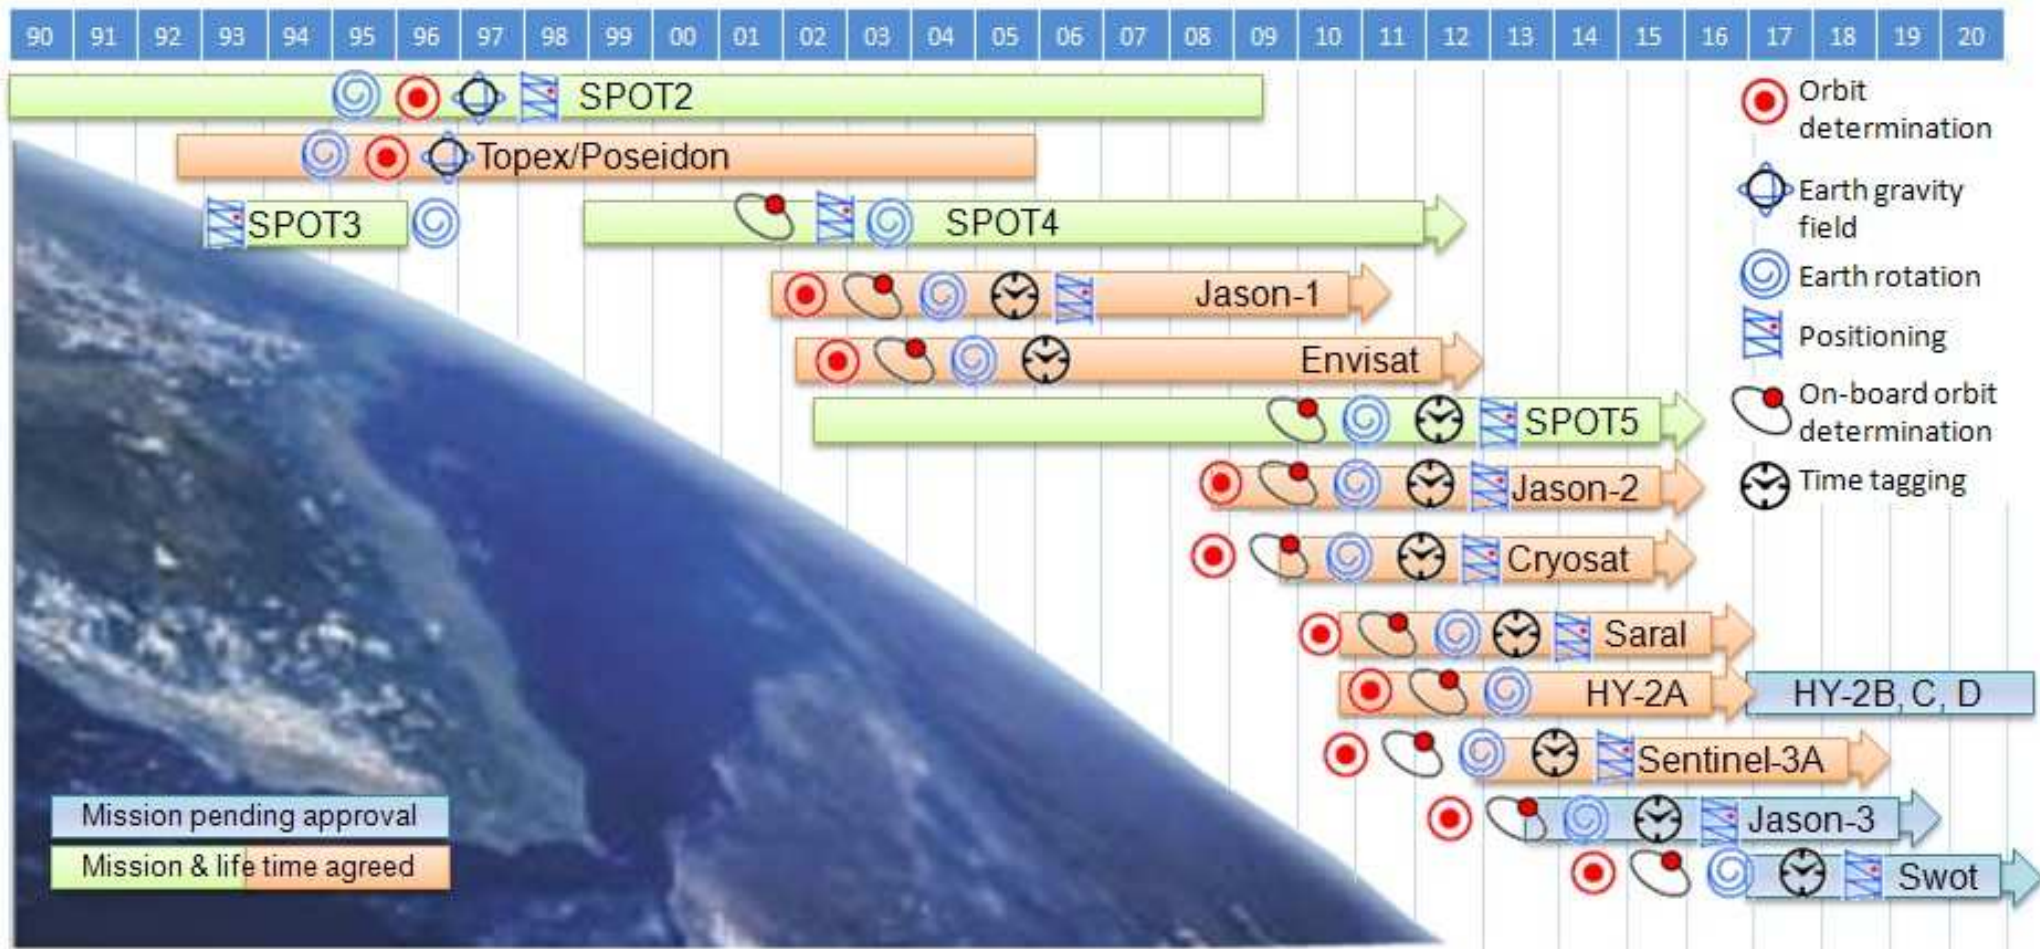 90 91 92 93 94 95 96 97 98 99 00 01 02 03 04 05 06 07 08 09 10 11 12 13 14 15 16 17 18 19 20
SPOT2
Topex/Poseidon
SPOT3
SPOT4
Jason-1
Envisat
SPOT5
Jason-2
Cryosat
Saral
HY-2A
HY-2B, C, D
Sentinel-3A
Jason-3
Swot
Orbit
determination
Earth gravity
field
Earth rotation
Positioning
On-board orbit
determination
Time tagging
Mission pending approval
Mission & life time agreed